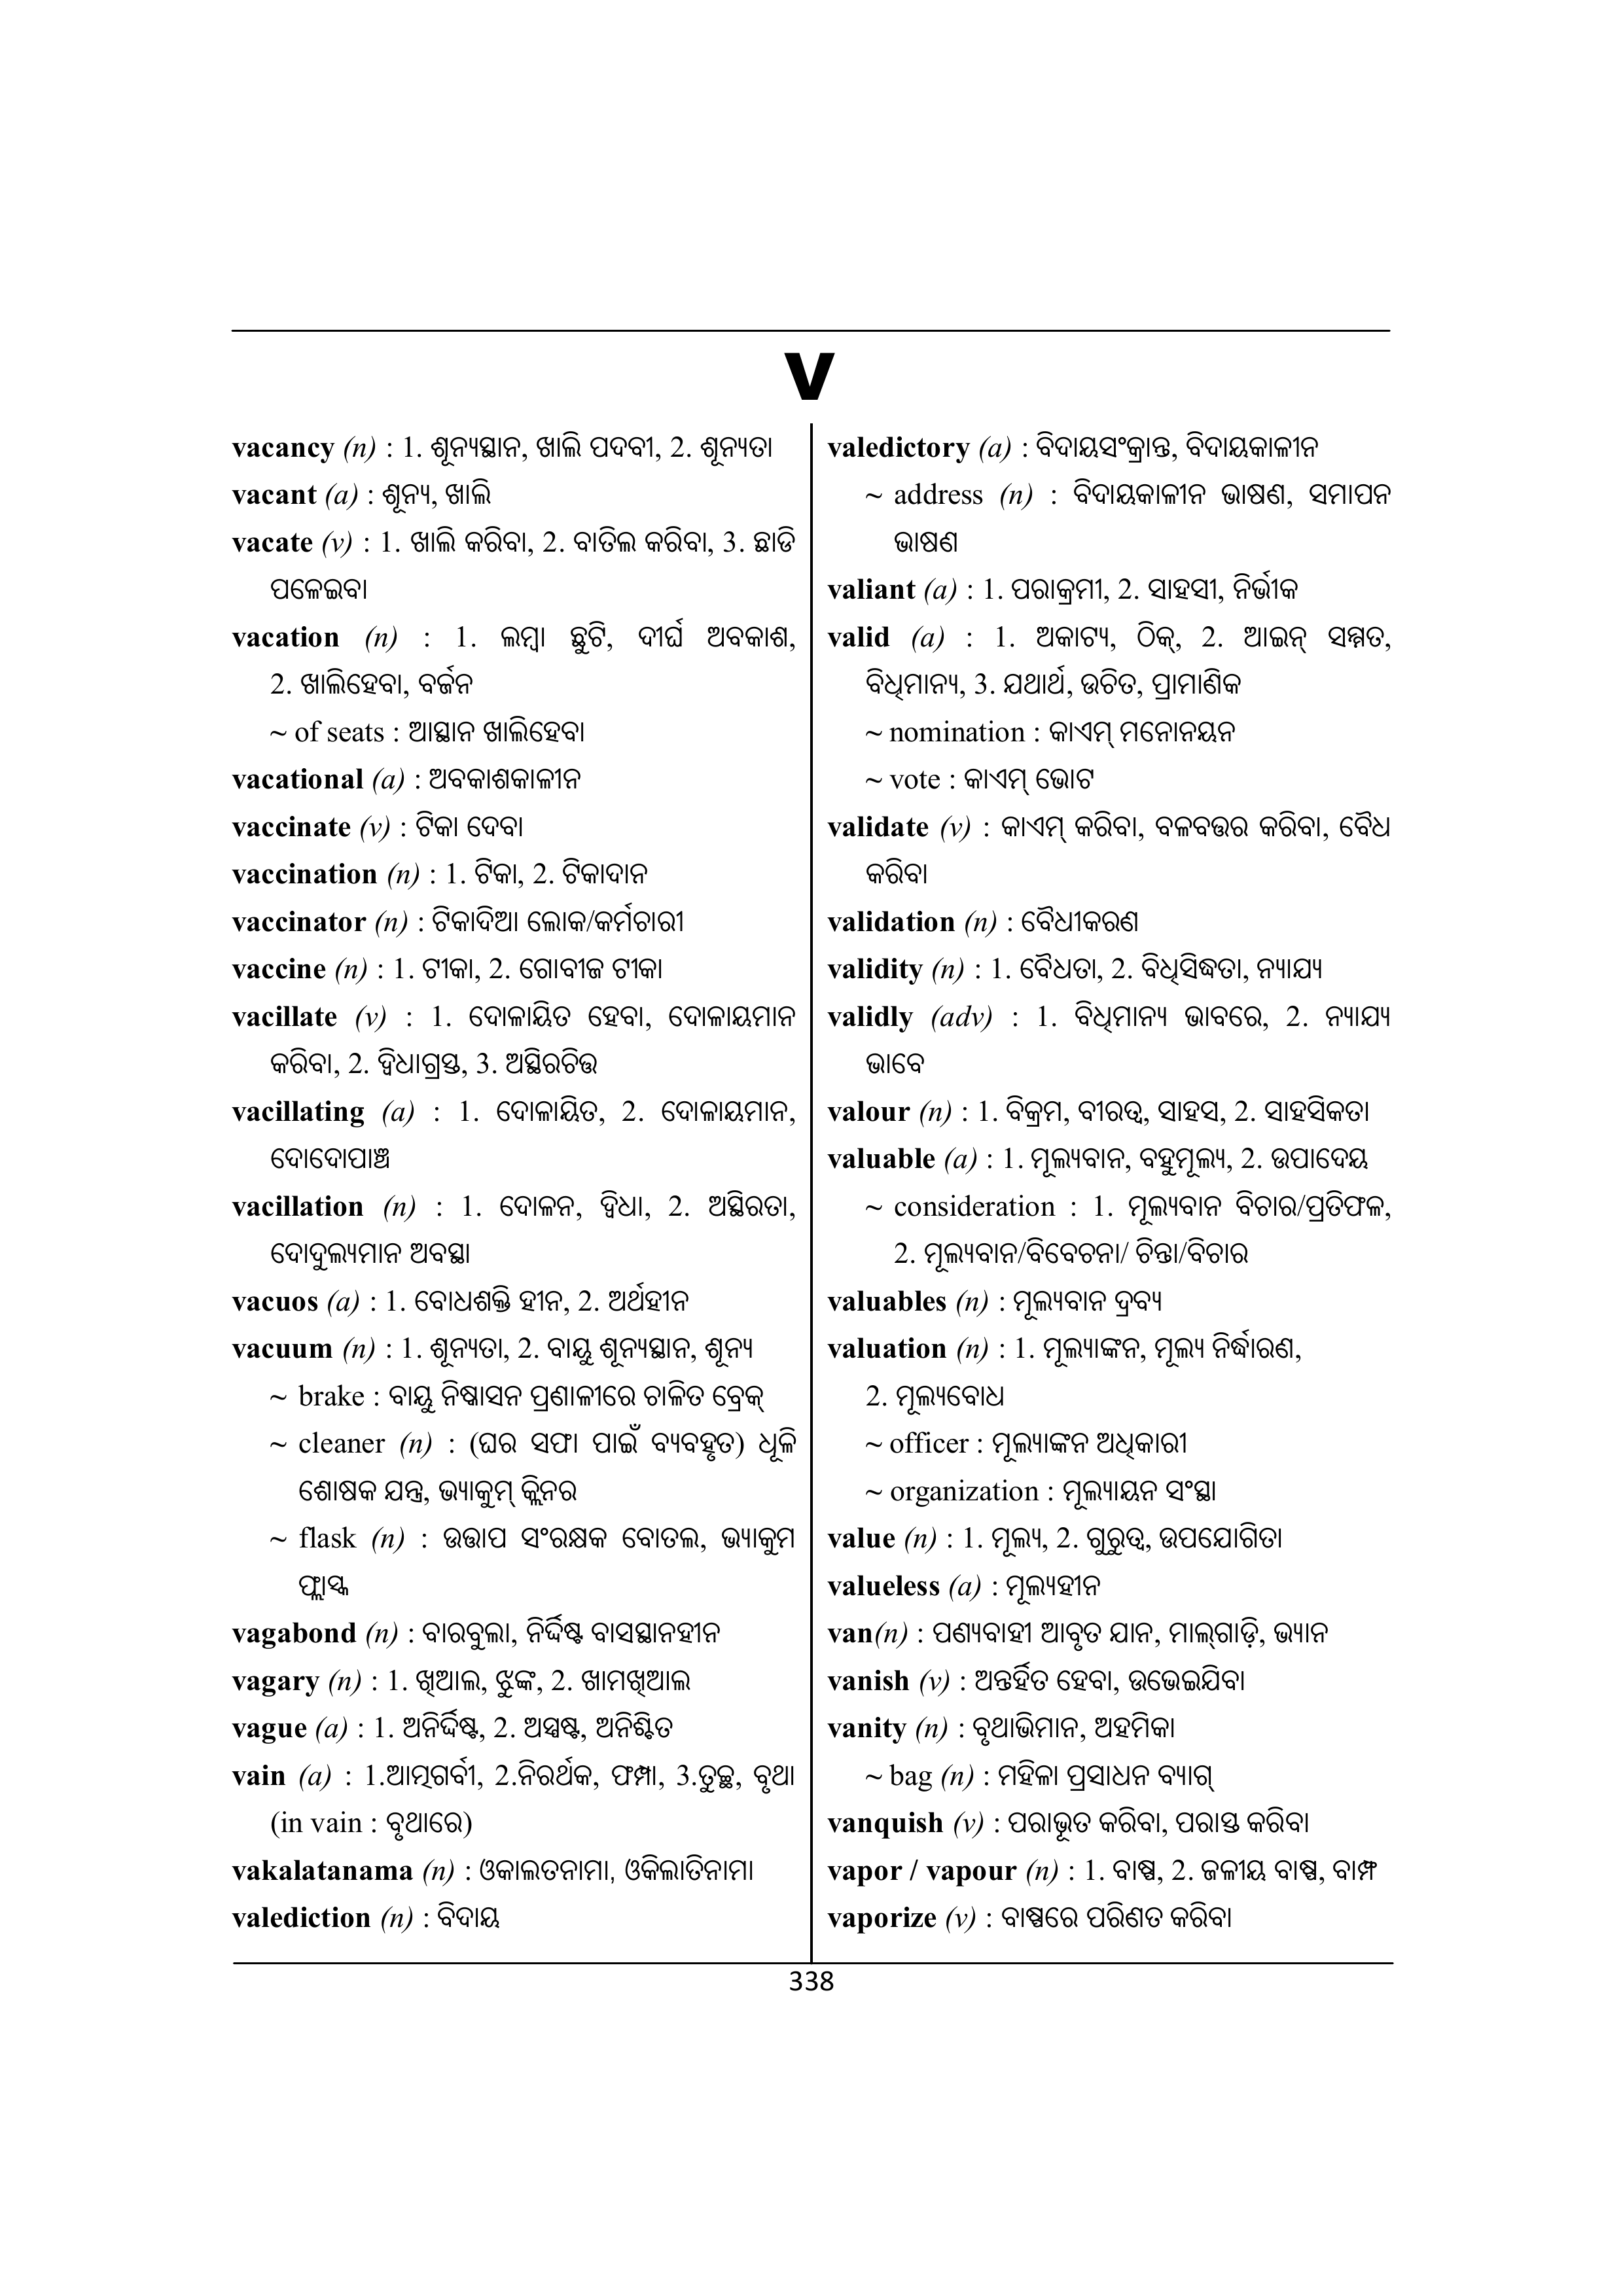 V
vacancy (n) : 1. ଶୂନ୍ୟସ୍ଥାନ, ଖାଲି ପଦବୀ, 2. ଶୂନ୍ୟତା
vacant (a) : ଶୂନ୍ୟ, ଖାଲି
vacate (v) : 1. ଖାଲି କରିବା, 2. ବାତିଲ କରିବା, 3. ଛାଡି
ପଳେଇବା
vacation (n) : 1. ଲମ୍ବା ଛୁଟି, ଦୀର୍ଘ ଅବକାଶ,
2. ଖାଲିହେବା, ବର୍ଜନ
~ of seats : ଆସ୍ଥାନ ଖାଲିହେବା
vacational (a) : ଅବକାଶକାଳୀନ
vaccinate (v) : ଟିକା ଦେବା
vaccination (n) : 1. ଟିକା, 2. ଟିକାଦାନ
vaccinator (n) : ଟିକାଦିଆ ଲୋକ/କର୍ମଚାରୀ
vaccine (n) : 1. ଟୀକା, 2. ଗୋବୀଜ ଟୀକା
vacillate (v) : 1. ଦୋଳାୟିତ ହେବା, ଦୋଳାୟମାନ
କରିବା, 2. ଦ୍ୱିଧାଗ୍ରସ୍ତ, 3. ଅସ୍ଥିରଚିତ୍ତ
vacillating (a) : 1. ଦୋଳାୟିତ, 2. ଦୋଳାୟମାନ,
ଦୋଦୋପାଞ୍ଚ
vacillation (n) : 1. ଦୋଳନ, ଦ୍ୱିଧା, 2. ଅସ୍ଥିରତା,
ଦୋଦୁଲ୍ୟମାନ ଅବସ୍ଥା
vacuos (a) : 1. ବୋଧଶକ୍ତି ହୀନ, 2. ଅର୍ଥହୀନ
vacuum (n) : 1. ଶୂନ୍ୟତା, 2. ବାୟୁ ଶୂନ୍ୟସ୍ଥାନ, ଶୂନ୍ୟ
~ brake : ବାୟୁ ନିଷ୍କାସନ ପ୍ରଣାଳୀରେ ଚାଳିତ ବ୍ରେକ୍
~ cleaner (n) : (ଘର ସଫା ପାଇଁ ବ୍ୟବହୃତ) ଧୂଳି
ଶୋଷକ ଯନ୍ତ୍ର, ଭ୍ୟାକୁମ୍ କ୍ଲିନର
~ flask (n) : ଉତ୍ତାପ ସଂରକ୍ଷକ ବୋତଲ, ଭ୍ୟାକୁମ
ଫ୍ଲାସ୍କ
vagabond (n) : ବାରବୁଲା, ନିର୍ଦ୍ଦିଷ୍ଟ ବାସସ୍ଥାନହୀନ
vagary (n) : 1. ଖିଆଲ, ଝୁଙ୍କ, 2. ଖାମଖିଆଲ
vague (a) : 1. ଅନିର୍ଦ୍ଦିଷ୍ଟ, 2. ଅସ୍ପଷ୍ଟ, ଅନିଶ୍ଚିତ
vain (a) : 1.ଆତ୍ମଗର୍ବୀ, 2.ନିରର୍ଥକ, ଫମ୍ପା, 3.ତୁଚ୍ଛ, ବୃଥା
(in vain : ବୃଥାରେ)
vakalatanama (n) : ଓକାଲତନାମା, ଓକିଲାତିନାମା
valediction (n) : ବିଦାୟ
valedictory (a) : ବିଦାୟସଂକ୍ରାନ୍ତ, ବିଦାୟକାଳୀନ
~ address (n) : ବିଦାୟକାଳୀନ ଭାଷଣ, ସମାପନ
ଭାଷଣ
valiant (a) : 1. ପରାକ୍ରମୀ, 2. ସାହସୀ, ନିର୍ଭୀକ
valid (a) : 1. ଅକାଟ୍ୟ, ଠିକ୍, 2. ଆଇନ୍ ସମ୍ମତ,
ବିଧିମାନ୍ୟ, 3. ଯଥାର୍ଥ, ଉଚିତ, ପ୍ରାମାଣିକ
~ nomination : କାଏମ୍ ମନୋନୟନ
~ vote : କାଏମ୍ ଭୋଟ
validate (v) : କାଏମ୍ କରିବା, ବଳବତ୍ତର କରିବା, ବୈଧ
କରିବା
validation (n) : ବୈଧୀକରଣ
validity (n) : 1. ବୈଧତା, 2. ବିଧିସିଦ୍ଧତା, ନ୍ୟାଯ୍ୟ
validly (adv) : 1. ବିଧିମାନ୍ୟ ଭାବରେ, 2. ନ୍ୟାଯ୍ୟ
ଭାବେ
valour (n) : 1. ବିକ୍ରମ, ବୀରତ୍ୱ, ସାହସ, 2. ସାହସିକତା
valuable (a) : 1. ମୂଲ୍ୟବାନ, ବହୁମୂଲ୍ୟ, 2. ଉପାଦେୟ
~ consideration : 1. ମୂଲ୍ୟବାନ ବିଚାର/ପ୍ରତିଫଳ,
2. ମୂଲ୍ୟବାନ/ବିବେଚନା/ ଚିନ୍ତା/ବିଚାର
valuables (n) : ମୂଲ୍ୟବାନ ଦ୍ରବ୍ୟ
valuation (n) : 1. ମୂଲ୍ୟାଙ୍କନ, ମୂଲ୍ୟ ନିର୍ଦ୍ଧାରଣ,
2. ମୂଲ୍ୟବୋଧ
~ officer : ମୂଲ୍ୟାଙ୍କନ ଅଧିକାରୀ
~ organization : ମୂଲ୍ୟାୟନ ସଂସ୍ଥା
value (n) : 1. ମୂଲ୍ୟ, 2. ଗୁରୁତ୍ୱ, ଉପଯୋଗିତା
valueless (a) : ମୂଲ୍ୟହୀନ
van(n) : ପଣ୍ୟବାହୀ ଆବୃତ ଯାନ, ମାଲ୍‌ଗାଡ଼ି, ଭ୍ୟାନ
vanish (v) : ଅନ୍ତର୍ହିତ ହେବା, ଉଭେଇଯିବା
vanity (n) : ବୃଥାଭିମାନ, ଅହମିକା
~ bag (n) : ମହିଳା ପ୍ରସାଧନ ବ୍ୟାଗ୍
vanquish (v) : ପରାଭୂତ କରିବା, ପରାସ୍ତ କରିବା
vapor / vapour (n) : 1. ବାଷ୍ପ, 2. ଜଳୀୟ ବାଷ୍ପ, ବାମ୍ଫ
vaporize (v) : ବାଷ୍ପରେ ପରିଣତ କରିବା
338